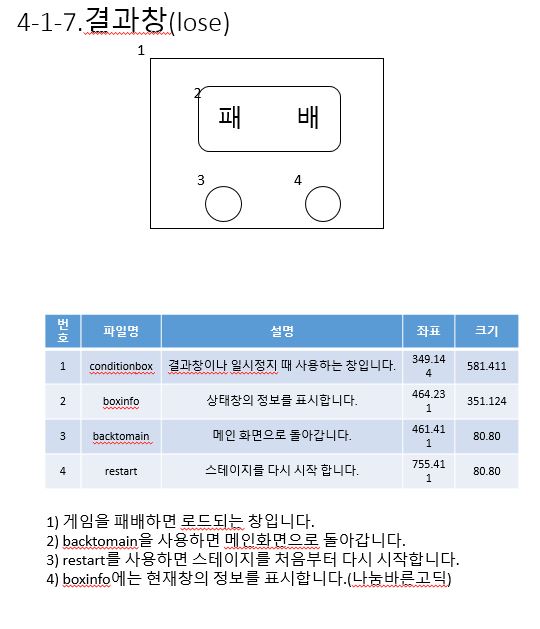 4-1-7.결과창(lose)
1
2
패 배
3 4
번호 파일명 설명 좌표 크기
1 conditionbox 결과창이나 일시정지 때 사용하는 창입니다. 349.144 581.411
2 boxinfo 상태창의 정보를 표시합니다. 464.231 351.124
3 backtomain 메인 화면으로 돌아갑니다. 461.411 80.80
4 restart 스테이지를 다시 시작 합니다. 755.411 80.80
1) 게임을 패배하면 로드되는 창입니다.
2) backtomain을 사용하면 메인화면으로 돌아갑니다.
3) restart를 사용하면 스테이지를 처음부터 다시 시작합니다.
4) boxinfo에는 현재창의 정보를 표시합니다.(나눔바른고딕)